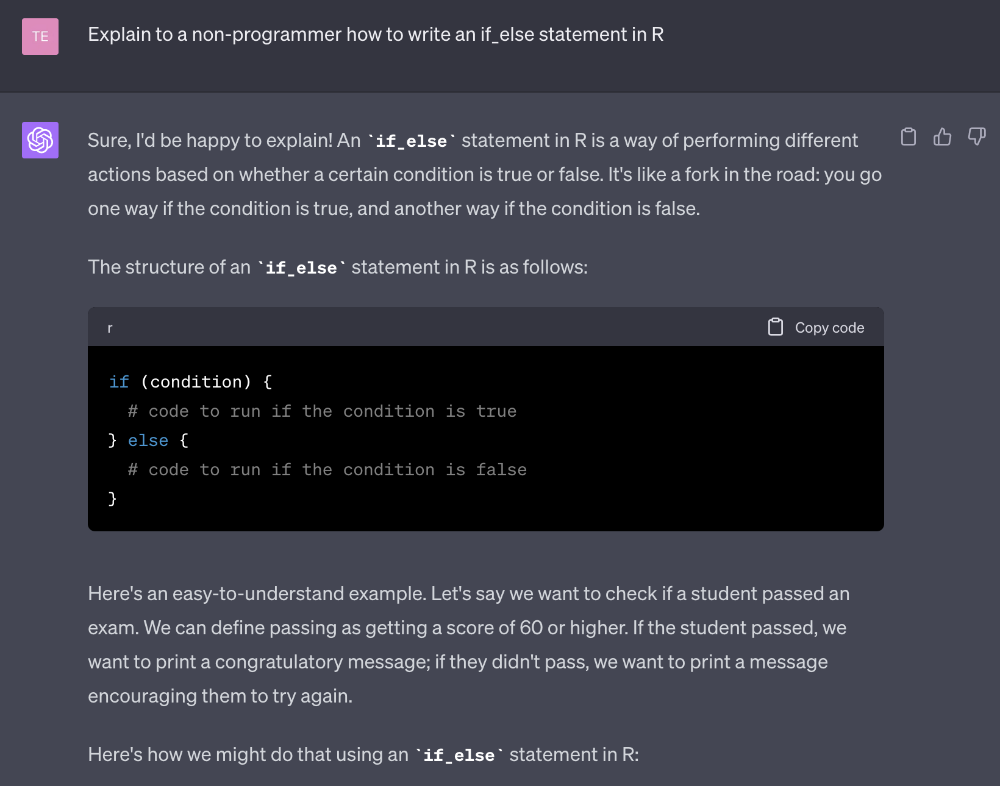 TE
Explain to a non-programmer how to write an if_else statement in R
Sure, I'd be happy to explain! An `if_else` statement in R is a way of performing different
actions based on whether a certain condition is true or false. It's like a fork in the road: you go
one way if the condition is true, and another way if the condition is false.
The structure of an `if_else` statement in R is as follows:
r
Copy code
if (condition) {
  # code to run if the condition is true
} else {
  # code to run if the condition is false
}
Here's an easy-to-understand example. Let's say we want to check if a student passed an
exam. We can define passing as getting a score of 60 or higher. If the student passed, we
want to print a congratulatory message; if they didn't pass, we want to print a message
encouraging them to try again.
Here's how we might do that using an `if_else` statement in R: